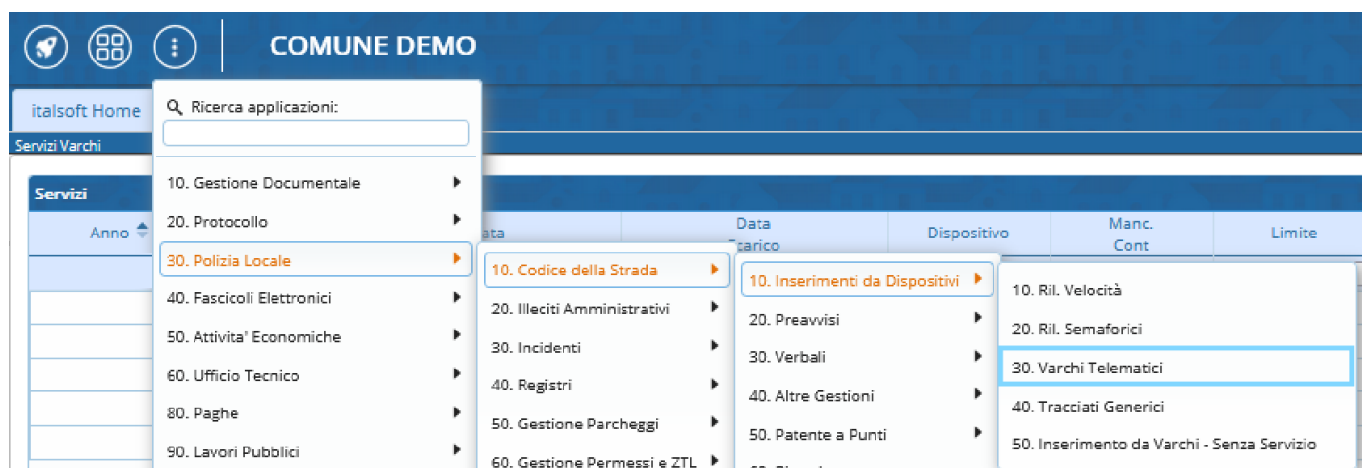 COMUNE DEMO
italsoft Home
Ricerca applicazioni:
Servizi Varchi
Servizi
Anno
Data
Scarico
Dispositivo
Manc.
Cont
Limite
10. Gestione Documentale
20. Protocollo
30. Polizia Locale
40. Fascicoli Elettronici
50. Attivita' Economiche
60. Ufficio Tecnico
80. Paghe
90. Lavori Pubblici
10. Codice della Strada
20. Illeciti Amministrativi
30. Incidenti
40. Registri
50. Gestione Parcheggi
60. Gestione Permessi e ZTL
10. Inserimenti da Dispositivi
20. Preavvisi
30. Verbali
40. Altre Gestioni
50. Patente a Punti
10. Ril. Velocità
20. Ril. Semaforici
30. Varchi Telematici
40. Tracciati Generici
50. Inserimento da Varchi - Senza Servizio